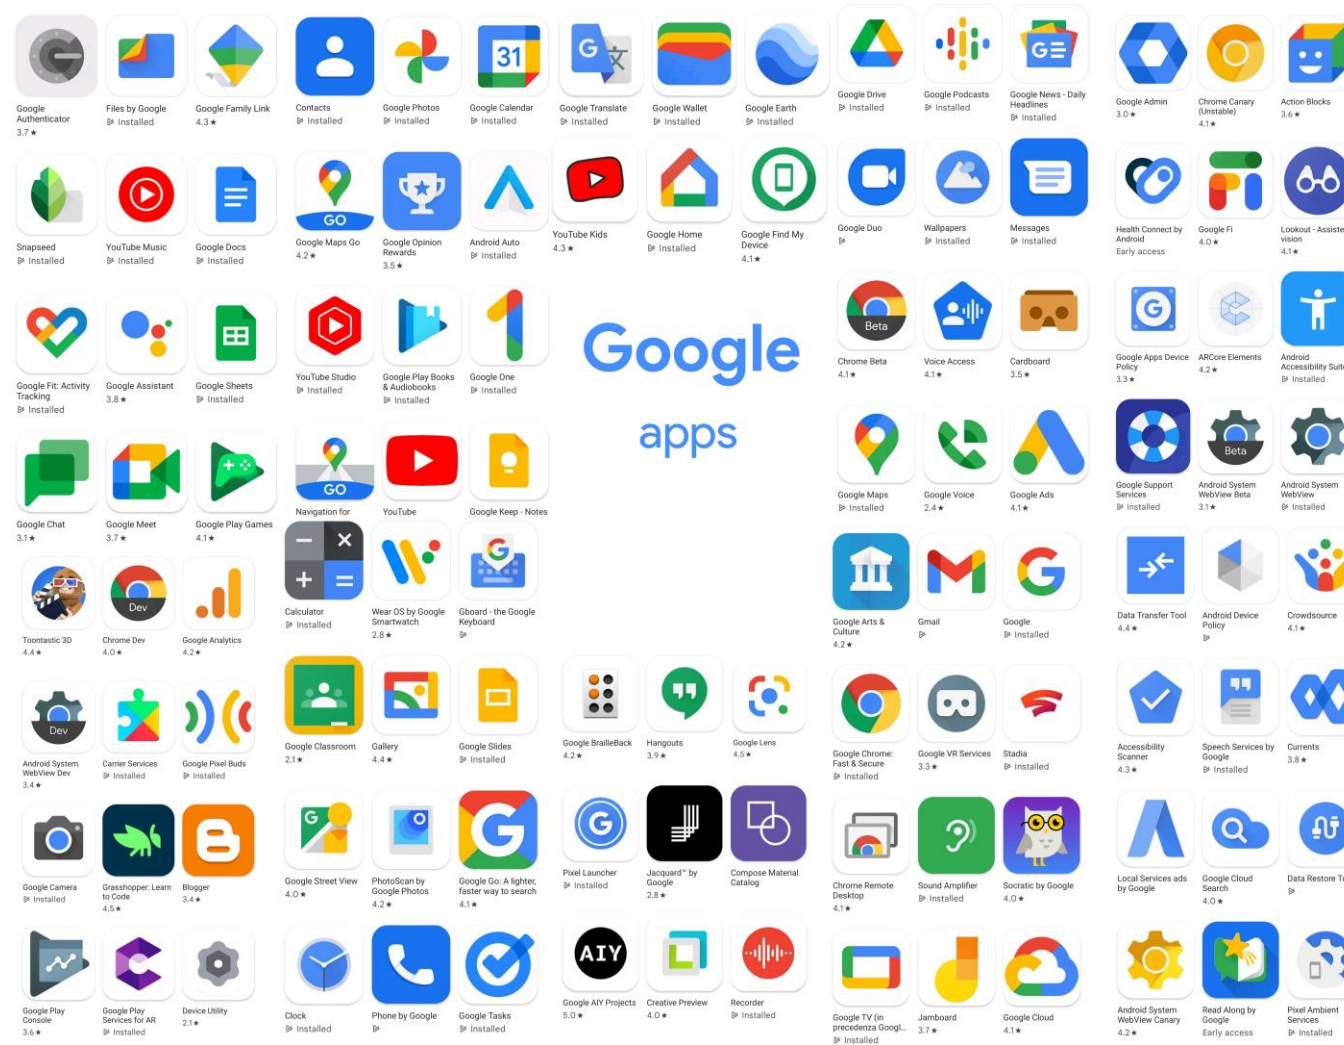 Google
Authenticator
3.7 ★
Files by Google
Installed
Google Family Link
4.3 ★
31
Contacts
Installed
Google Photos
Installed
Google Calendar
Installed
G 文
Google Translate
Installed
Google Wallet
Installed
Google Earth
Installed
Google Drive
Installed
Google Podcasts
Installed
Google News - Daily
Headlines
Installed
Google Admin
3.0 ★
Chrome Canary
(Unstable)
4.1 ★
Action Blocks
3.6 ★
Snapseed
Installed
YouTube Music
Installed
Google Docs
Installed
GO
Google Maps Go
4.2 ★
Google Opinion
Rewards
3.5 ★
Android Auto
Installed
YouTube Kids
4.3 ★
Google Home
Installed
Google Find My
Device
4.1 ★
Google Duo
Wallpapers
Installed
Messages
Installed
Health Connect by
Android
Early access
Google Fi
4.0 ★
Lookout - Assiste
vision
4.1 ★
Google Fit: Activity
Tracking
Installed
Google Assistant
3.8 ★
Google Sheets
Installed
YouTube Studio
Installed
Google Play Books
& Audiobooks
Installed
Google One
Installed
Google
apps
Beta
Chrome Beta
4.1 ★
Voice Access
4.1 ★
Cardboard
3.5 ★
G
Google Apps Device
Policy
3.3 ★
ARCore Elements
4.2 ★
Android
Accessibility Suit
Installed
Google Chat
3.1 ★
Google Meet
3.7 ★
Google Play Games
4.1 ★
GO
Navigation for
YouTube
Google Keep - Notes
Google Maps
Installed
Google Voice
2.4 ★
Google Ads
4.1 ★
Google Support
Services
Installed
Beta
Android System
WebView Beta
3.1 ★
Android System
WebView
Installed
Toontastic 3D
4.4 ★
Dev
Chrome Dev
4.0 ★
Google Analytics
4.2 ★
Calculator
Installed
Wear OS by Google
Smartwatch
2.8 ★
G
Gboard - the Google
Keyboard
Google Arts &
Culture
4.2 ★
Gmail
G
Google
Installed
Data Transfer Tool
4.4 ★
Android Device
Policy
Crowdsource
4.1 ★
Dev
Android System
WebView Dev
3.4 ★
Carrier Services
Installed
Google Pixel Buds
Installed
Google Classroom
2.1 ★
Gallery
4.4 ★
Google Slides
Installed
Google BrailleBack
4.2 ★
Hangouts
3.9 ★
Google Lens
4.5 ★
Google Chrome:
Fast & Secure
Installed
Google VR Services
3.3 ★
Stadia
Installed
Accessibility
Scanner
4.3 ★
Speech Services by
Google
Installed
Currents
3.8 ★
Google Camera
Installed
Grasshopper: Learn
to Code
4.5 ★
Blogger
3.4 ★
G
Google Street View
4.0 ★
PhotoScan by
Google Photos
4.2 ★
G
Google Go: A lighter,
faster way to search
4.1 ★
G
Pixel Launcher
Installed
Jacquard™ by
Google
2.8 ★
Compose Material
Catalog
Chrome Remote
Desktop
4.1 ★
Sound Amplifier
Installed
Socratic by Google
4.0 ★
Local Services ads
by Google
Google Cloud
Search
4.0 ★
Data Restore T
Google Play
Console
3.6 ★
Google Play
Services for AR
Installed
Device Utility
2.1 ★
Clock
Installed
Phone by Google
Google Tasks
Installed
AIY
Google AIY Projects
5.0 ★
Creative Preview
4.0 ★
Recorder
Installed
Google TV (in
precedenza Googl...
Installed
Jamboard
3.7 ★
Google Cloud
4.1 ★
Android System
WebView Canary
4.2 ★
Read Along by
Google
Early access
Pixel Ambient
Services
Installed